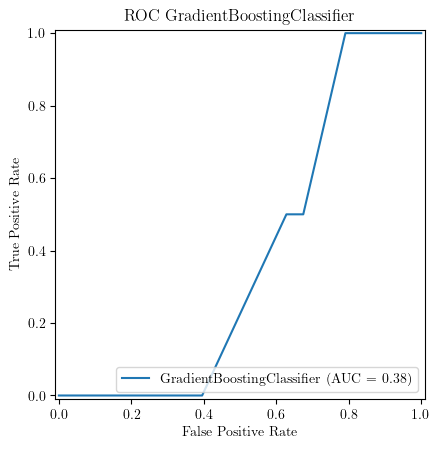 ROC GradientBoostingClassifier
True Positive Rate
1.0
0.8
0.6
0.4
0.2
0.0
GradientBoostingClassifier (AUC = 0.38)
0.0 0.2 0.4 0.6 0.8 1.0
False Positive Rate